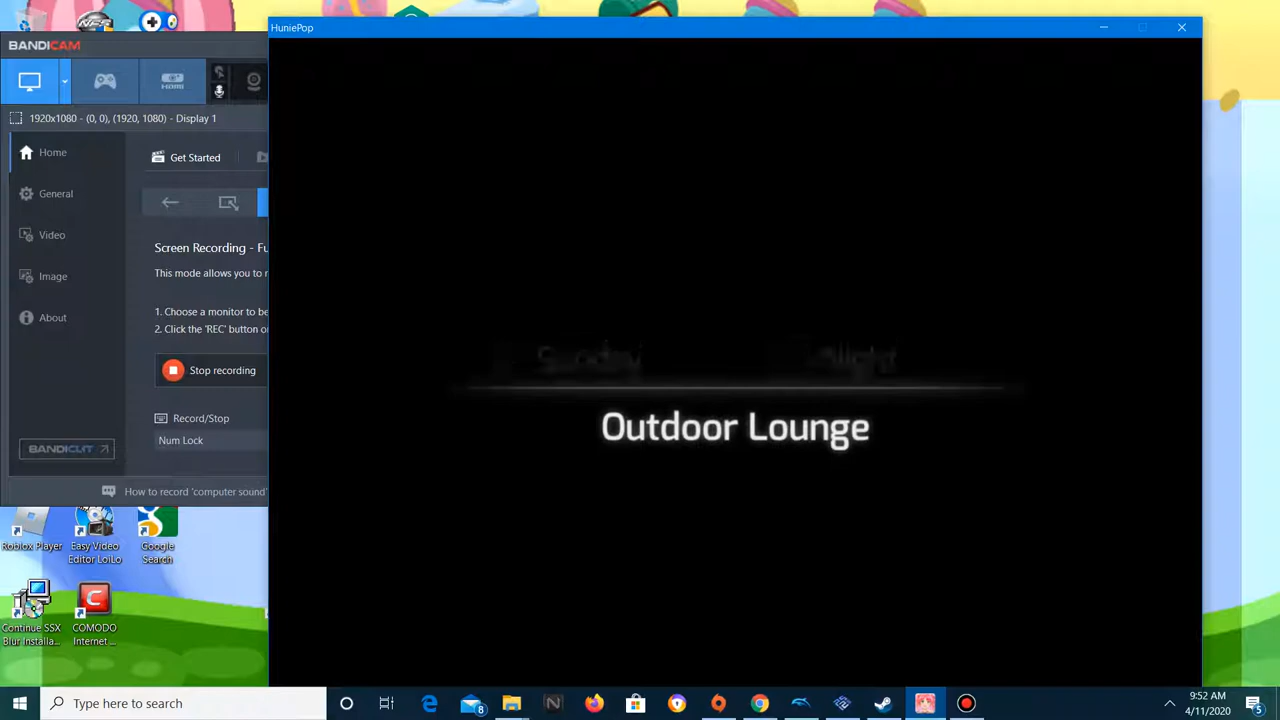 HuniePop
BANDICAM
HDMI
1920x1080 - (0, 0), (1920, 1080) - Display 1
Home
Get Started
General
Video
Screen Recording - Fu
Image
This mode allows you to r
1. Choose a monitor to be
About
2. Click the 'REC' button o
Stop recording
Sunday
Outdoor Lounge
Record/Stop
Num Lock
BANDICUT
How to record 'computer sound'
Roblox Player
Easy Video
Editor LoiLo
Google
Search
Continue SSX
Blur Installa...
COMODO
Internet ...
Type here to search
8
9:52 AM
4/11/2020
5